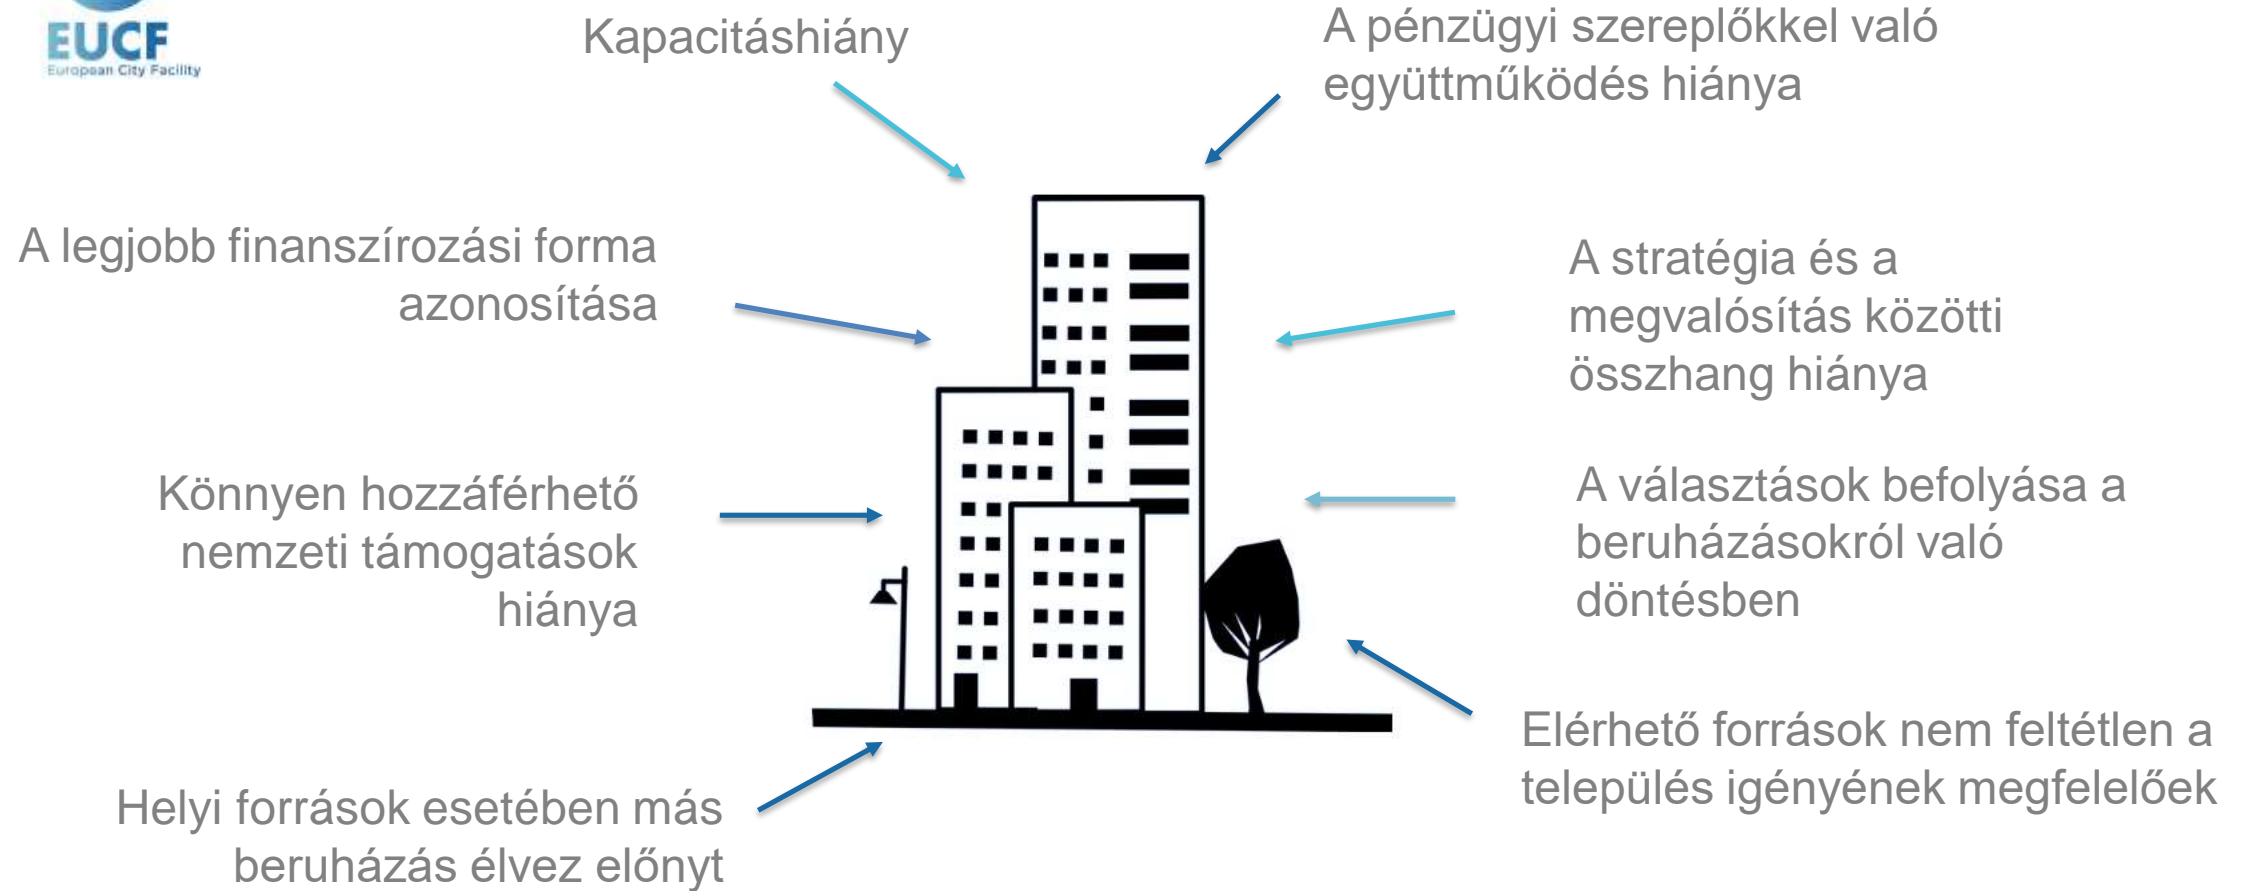 EUCF
European City Facility
Kapacitáshiány
A pénzügyi szereplőkkel való
együttműködés hiánya
A legjobb finanszírozási forma
azonosítása
A stratégia és a
megvalósítás közötti
összhang hiánya
Könnyen hozzáférhető
nemzeti támogatások
hiánya
A választások befolyása a
beruházásokról való
döntésben
Elérhető források nem feltétlen a
település igényének megfelelőek
Helyi források esetében más
beruházás élvez előnyt